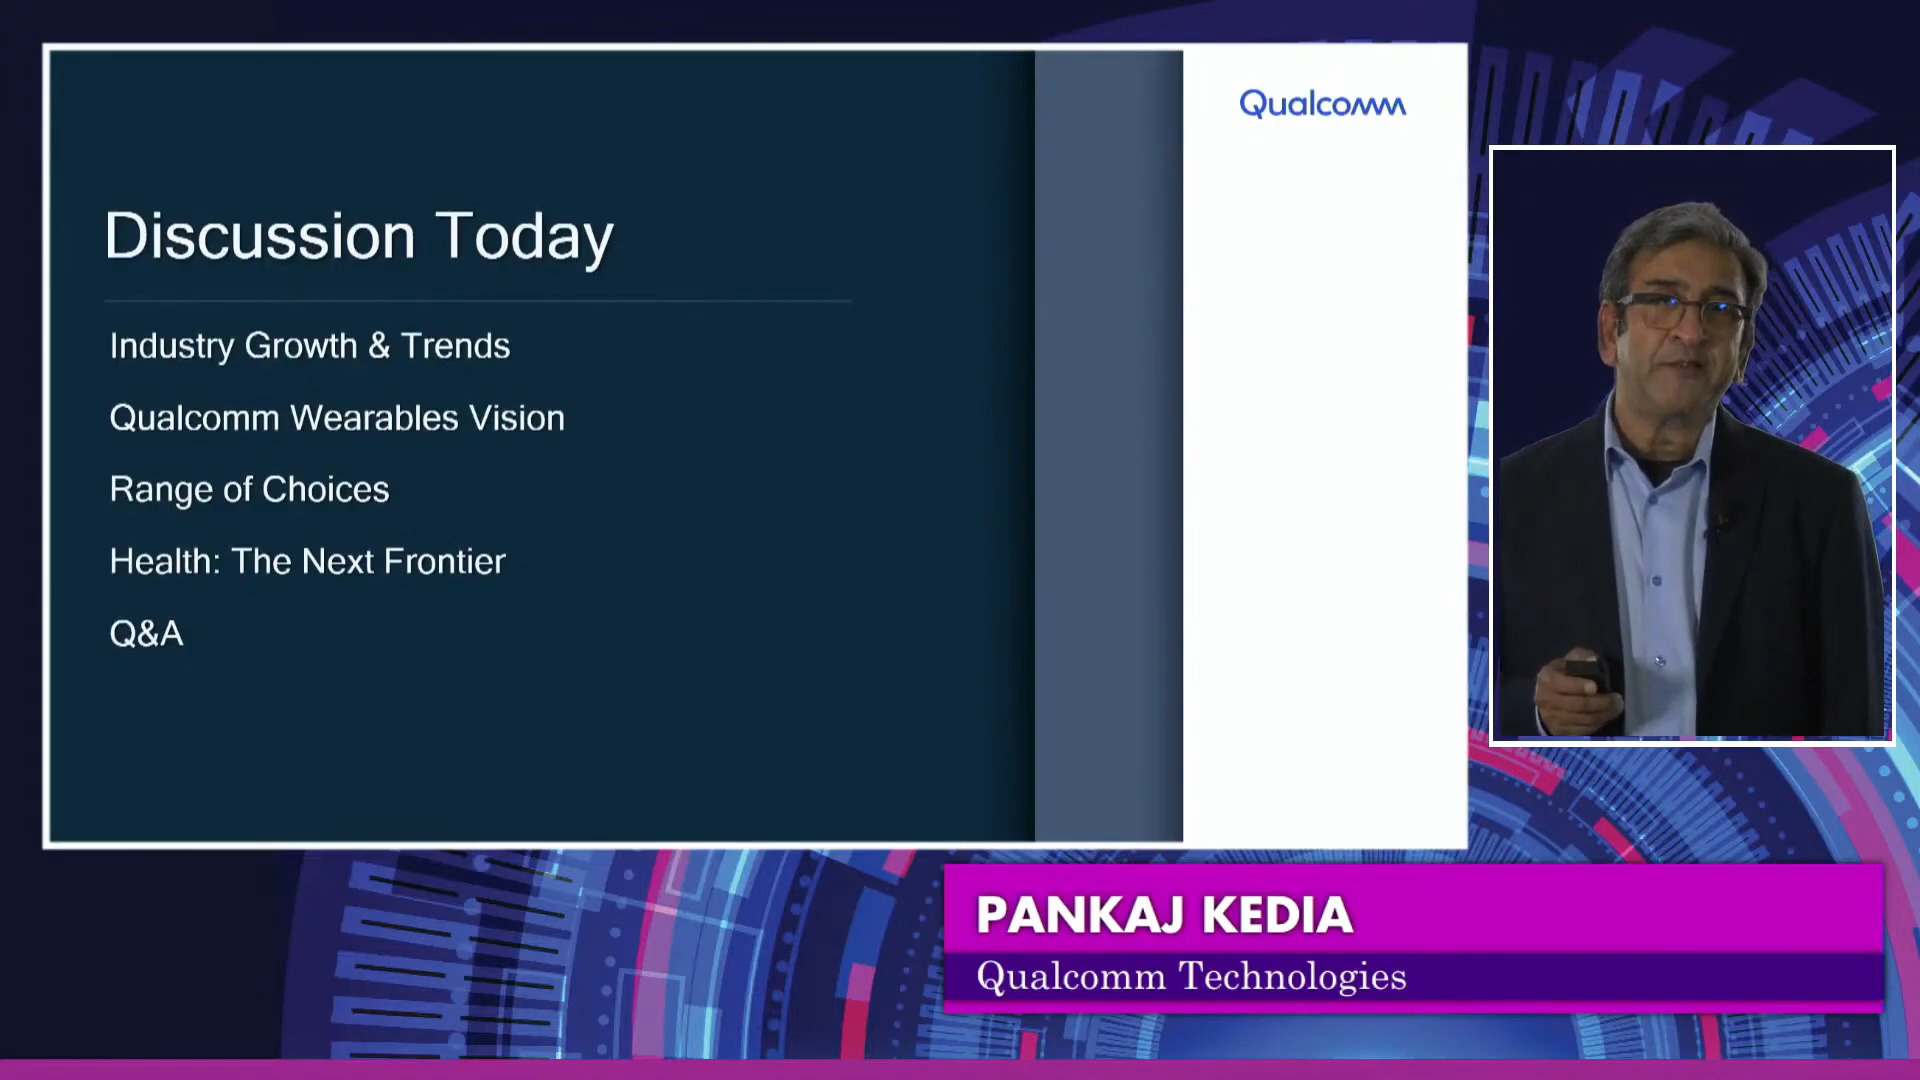 Qualcomm
Discussion Today
Industry Growth & Trends
Qualcomm Wearables Vision
Range of Choices
Health: The Next Frontier
Q&A
PANKAJ KEDIA
Qualcomm Technologies